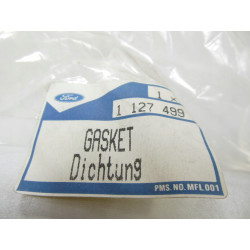 Ford
1 x
1 127 499
GASKET
Dichtung
PMS. NO. MFL 001